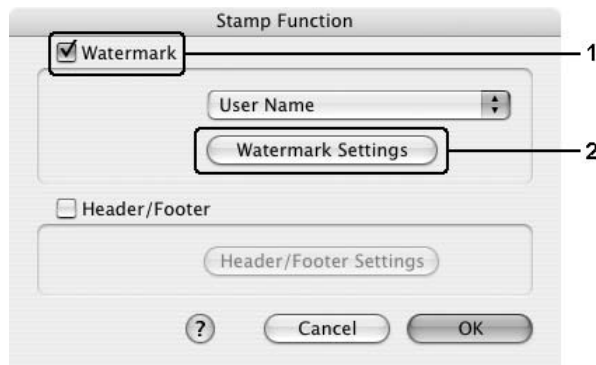 Stamp Function
Watermark
1
User Name
Watermark Settings
2
Header/Footer
Header/Footer Settings
?
Cancel
OK